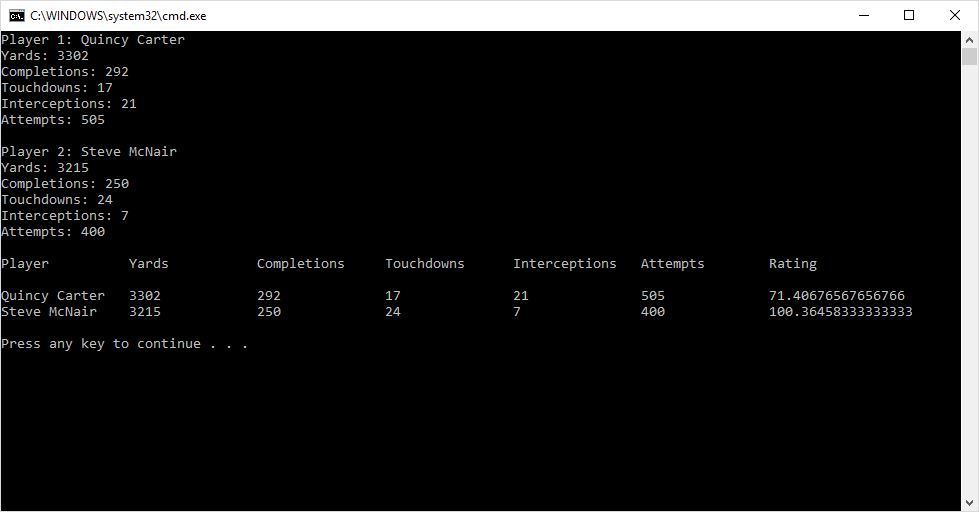 C:\WINDOWS\system32\cmd.exe
Player 1: Quincy Carter
Yards: 3302
Completions: 292
Touchdowns: 17
Interceptions: 21
Attempts: 505
Player 2: Steve McNair
Yards: 3215
Completions: 250
Touchdowns: 24
Interceptions: 7
Attempts: 400
Player Yards Completions Touchdowns Interceptions Attempts Rating
Quincy Carter 3302 292 17 21 505 71.40676567656766
Steve McNair 3215 250 24 7 400 100.36458333333333
Press any key to continue . . .